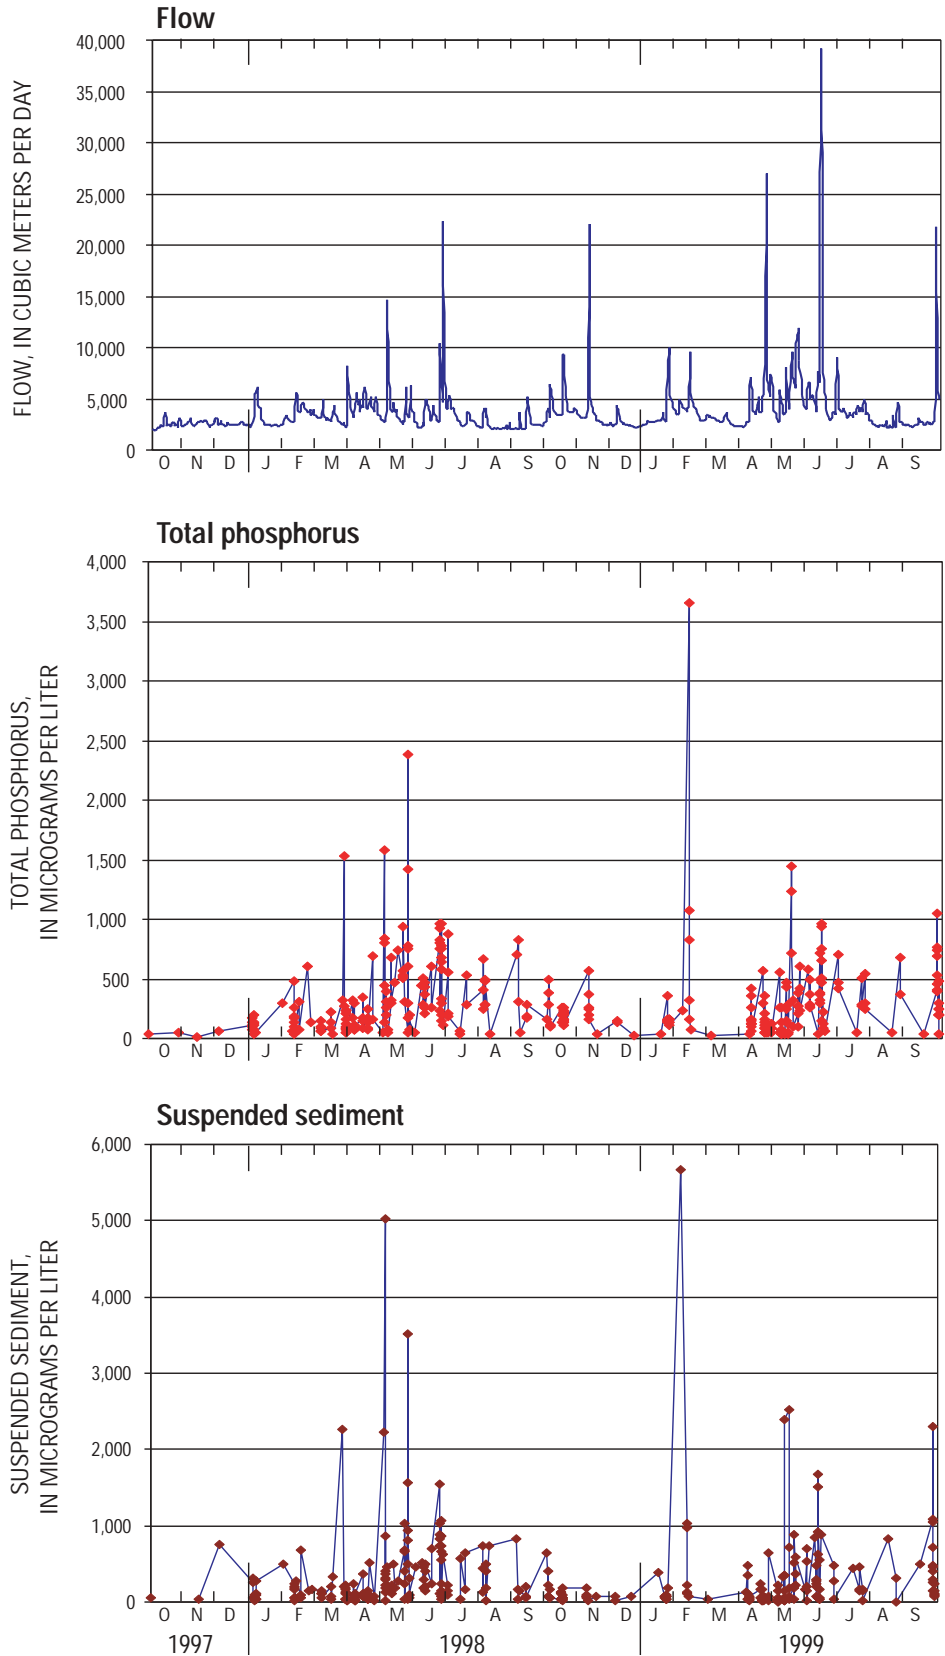 Flow
FLOW, IN CUBIC METERS PER DAY
40,000
35,000
30,000
25,000
20,000
15,000
10,000
5,000
0
O N D J F M A M J J A S O N D J F M A M J J A S
Total phosphorus
TOTAL PHOSPHORUS,
IN MICROGRAMS PER LITER
4,000
3,500
3,000
2,500
2,000
1,500
1,000
500
0
O N D J F M A M J J A S O N D J F M A M J J A S
Suspended sediment
SUSPENDED SEDIMENT,
IN MICROGRAMS PER LITER
6,000
5,000
4,000
3,000
2,000
1,000
0
O N D J F M A M J J A S O N D J F M A M J J A S
1997 1998 1999